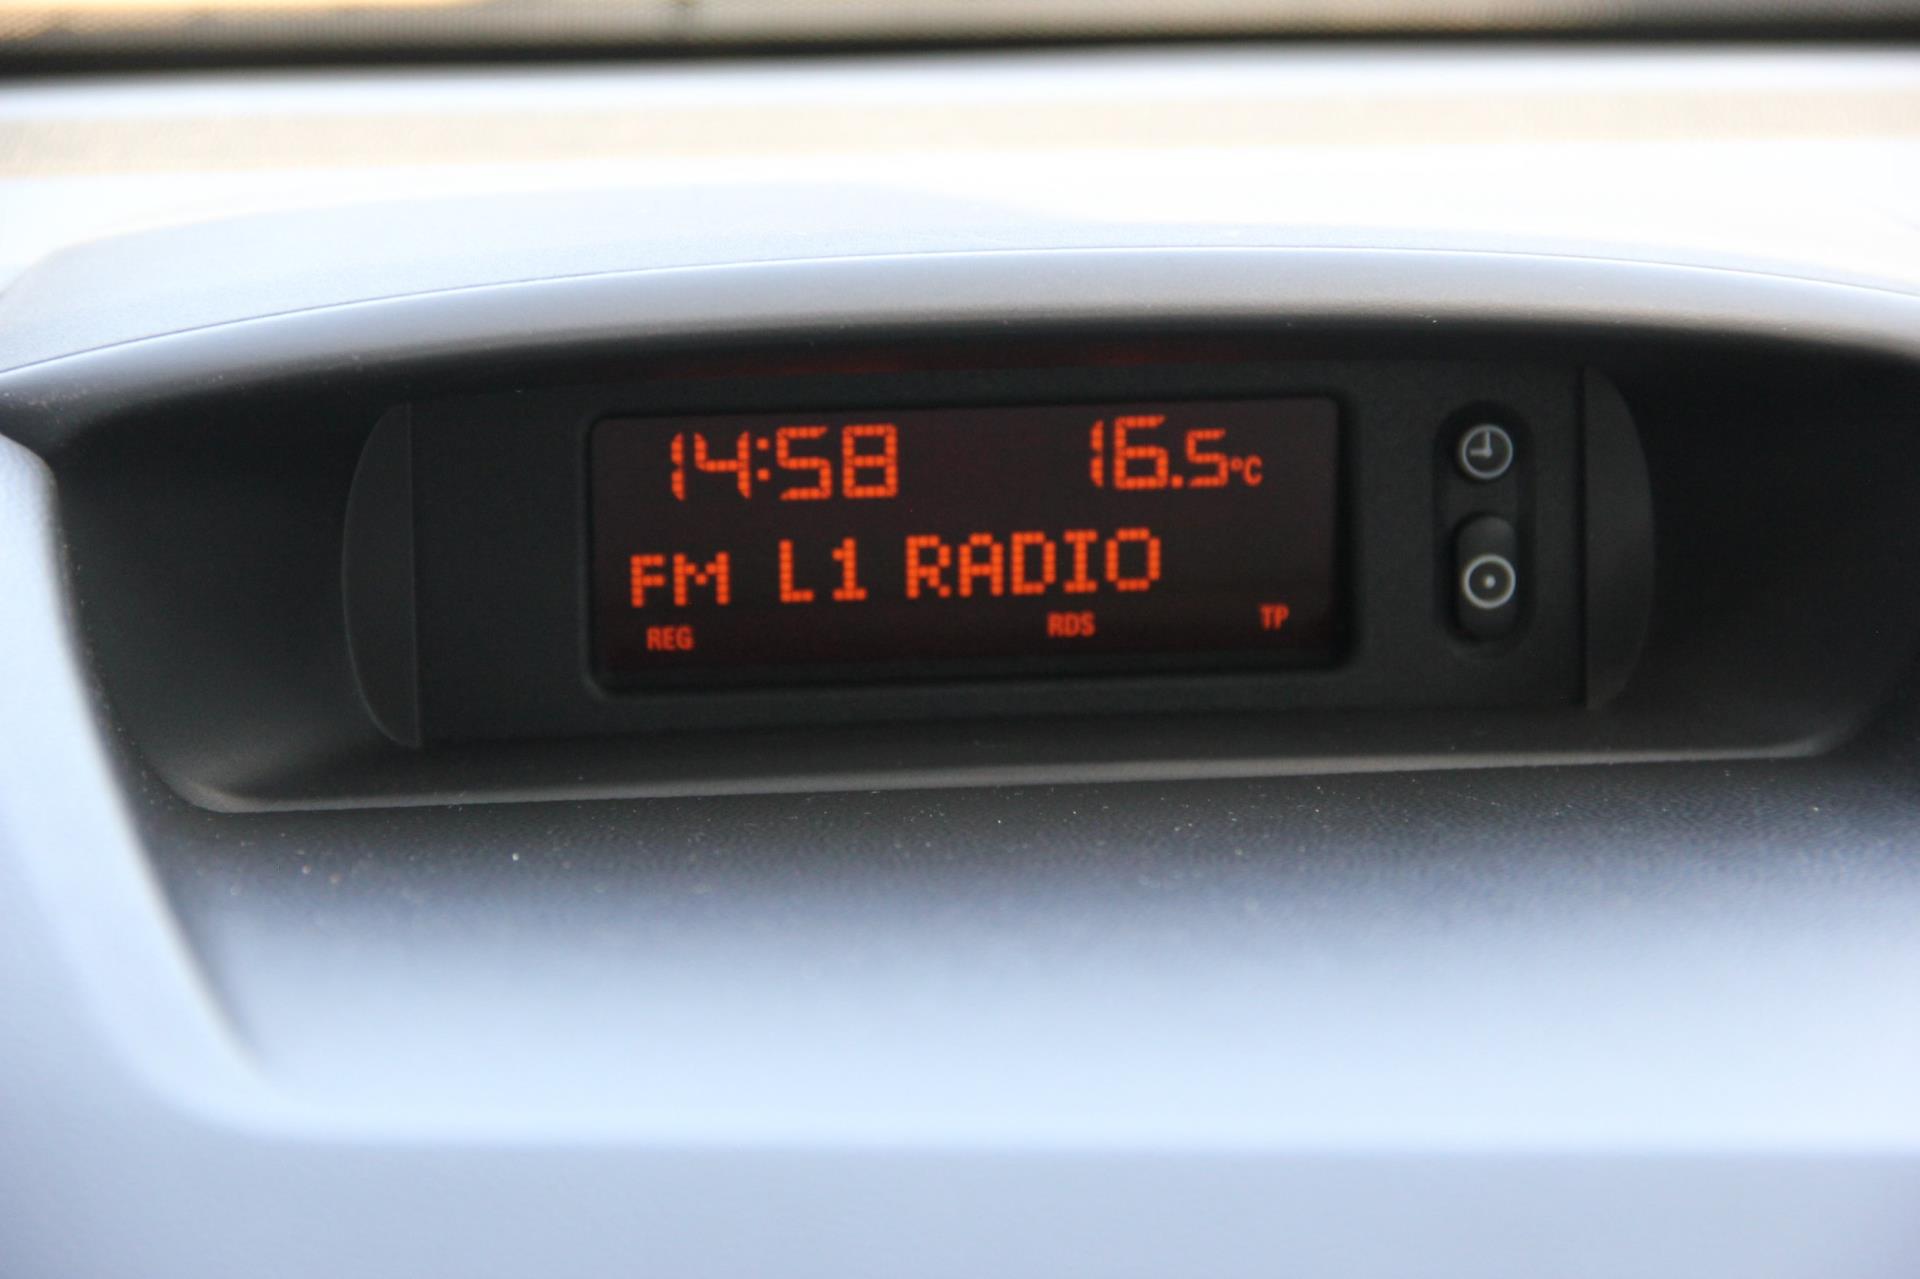 14:58 16.5°C
FM L1 RADIO
REG RDS TP